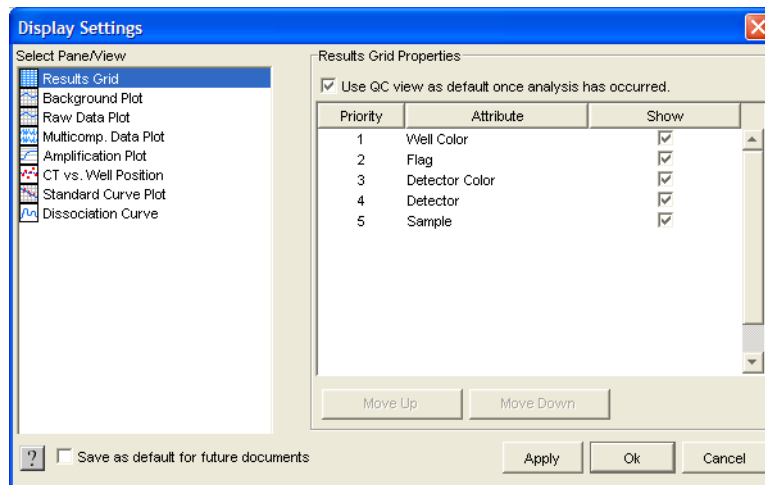 Display Settings
Select Pane/View
Results Grid
Background Plot
Raw Data Plot
Multicomp. Data Plot
Amplification Plot
CT vs. Well Position
Standard Curve Plot
Dissociation Curve
Results Grid Properties
Use QC view as default once analysis has occurred.
Priority Attribute Show
1 Well Color
2 Flag
3 Detector Color
4 Detector
5 Sample
Move Up Move Down
? Save as default for future documents Apply Ok Cancel